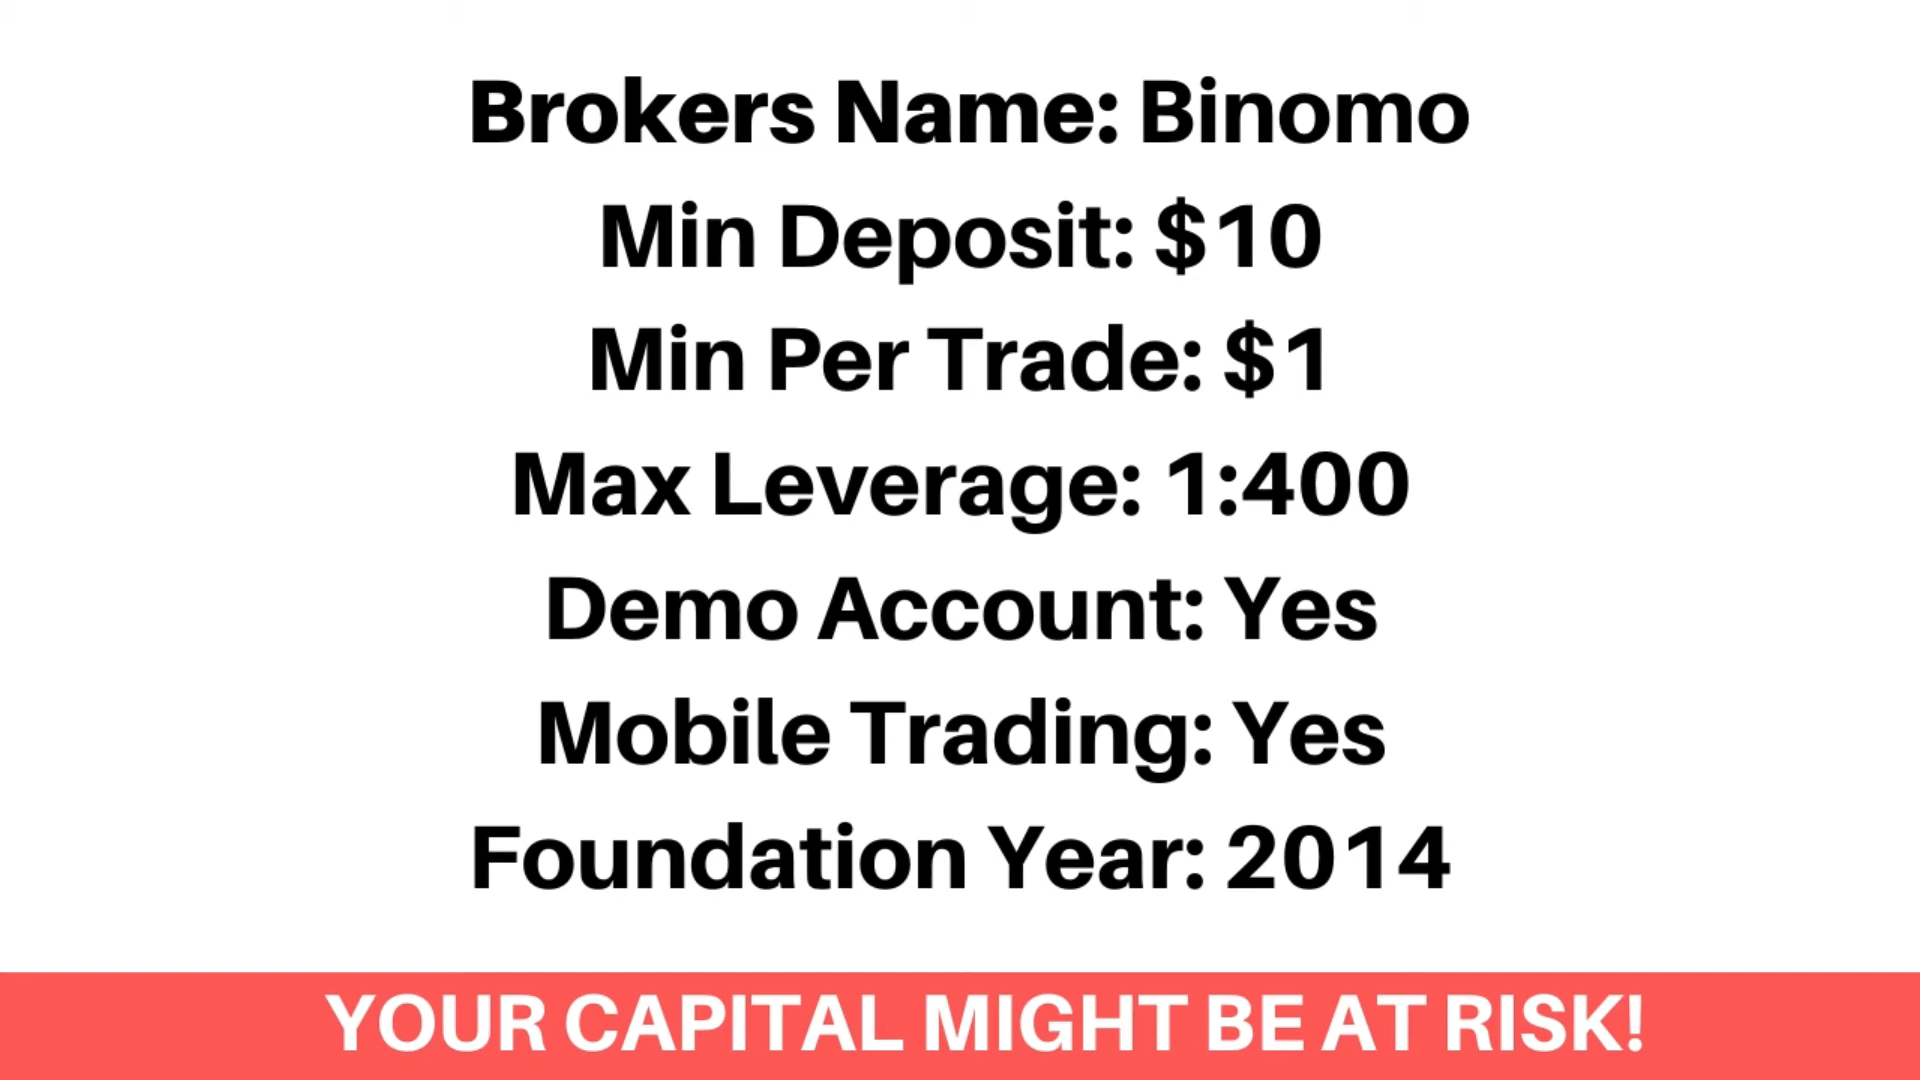 Brokers Name: Binomo
Min Deposit: $10
Min Per Trade: $1
Max Leverage: 1:400
Demo Account: Yes
Mobile Trading: Yes
Foundation Year: 2014
YOUR CAPITAL MIGHT BE AT RISK!